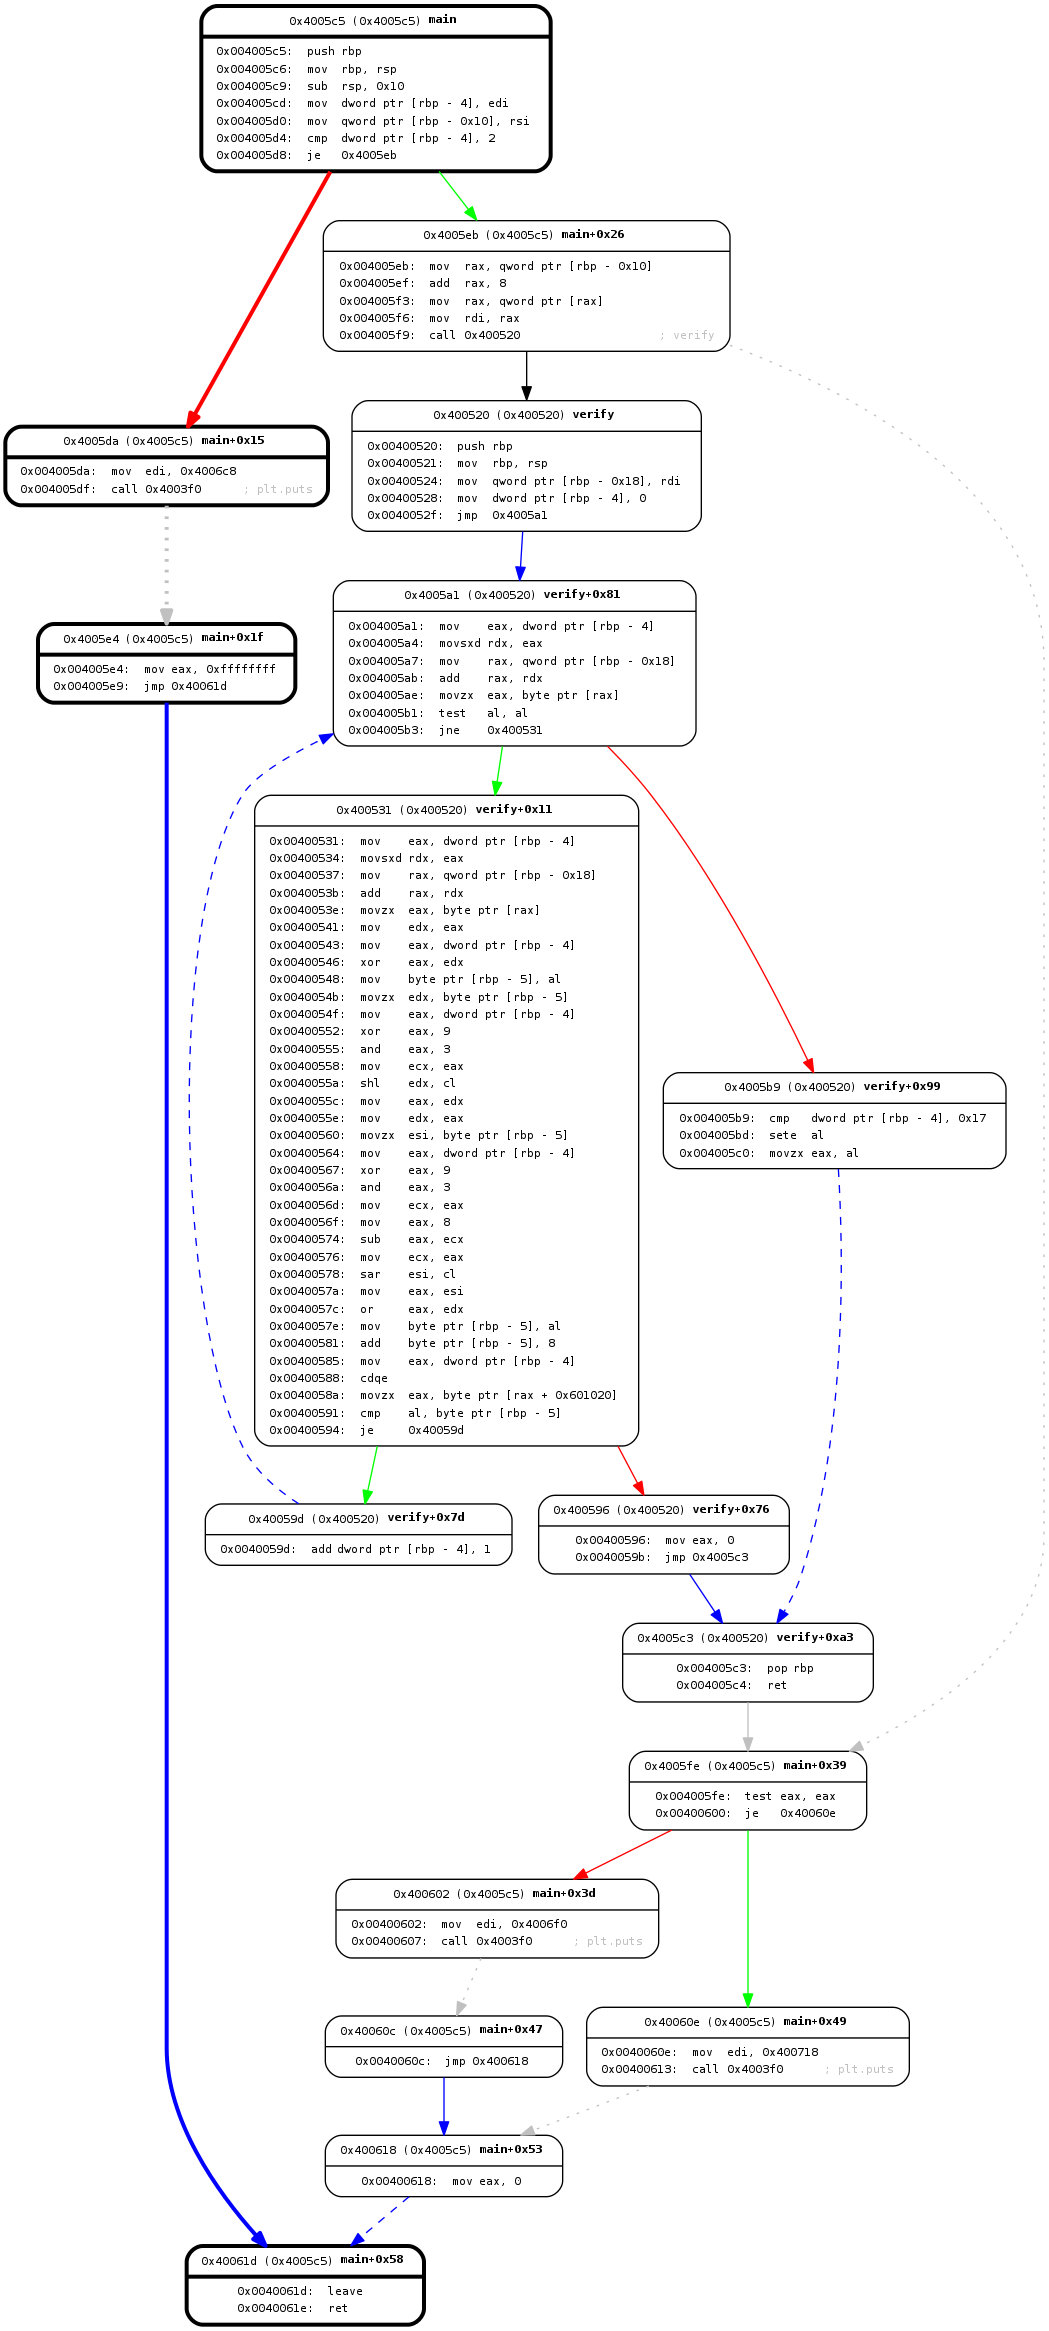 0x4005c5 (0x4005c5) main
0x004005c5: push rbp
0x004005c6: mov rbp, rsp
0x004005c9: sub rsp, 0x10
0x004005cd: mov dword ptr [rbp - 4], edi
0x004005d0: mov qword ptr [rbp - 0x10], rsi
0x004005d4: cmp dword ptr [rbp - 4], 2
0x004005d8: je 0x4005eb
0x4005eb (0x4005c5) main+0x26
0x004005eb: mov rax, qword ptr [rbp - 0x10]
0x004005ef: add rax, 8
0x004005f3: mov rax, qword ptr [rax]
0x004005f6: mov rdi, rax
0x004005f9: call 0x400520 ; verify
0x400520 (0x400520) verify
0x00400520: push rbp
0x00400521: mov rbp, rsp
0x00400524: mov qword ptr [rbp - 0x18], rdi
0x00400528: mov dword ptr [rbp - 4], 0
0x0040052f: jmp 0x4005a1
0x4005da (0x4005c5) main+0x15
0x004005da: mov edi, 0x4006c8
0x004005df: call 0x4003f0 ; plt.puts
0x4005e4 (0x4005c5) main+0x1f
0x004005e4: mov eax, 0xffffffff
0x004005e9: jmp 0x40061d
0x4005a1 (0x400520) verify+0x81
0x004005a1: mov eax, dword ptr [rbp - 4]
0x004005a4: movsxd rdx, eax
0x004005a7: mov rax, qword ptr [rbp - 0x18]
0x004005ab: add rax, rdx
0x004005ae: movzx eax, byte ptr [rax]
0x004005b1: test al, al
0x004005b3: jne 0x400531
0x400531 (0x400520) verify+0x11
0x00400531: mov eax, dword ptr [rbp - 4]
0x00400534: movsxd rdx, eax
0x00400537: mov rax, qword ptr [rbp - 0x18]
0x0040053b: add rax, rdx
0x0040053e: movzx eax, byte ptr [rax]
0x00400541: mov edx, eax
0x00400543: mov eax, dword ptr [rbp - 4]
0x00400546: xor eax, edx
0x00400548: mov byte ptr [rbp - 5], al
0x0040054b: movzx edx, byte ptr [rbp - 5]
0x0040054f: mov eax, dword ptr [rbp - 4]
0x00400552: xor eax, 9
0x00400555: and eax, 3
0x00400558: mov ecx, eax
0x0040055a: shl edx, cl
0x0040055c: mov eax, edx
0x0040055e: mov edx, eax
0x00400560: movzx esi, byte ptr [rbp - 5]
0x00400564: mov eax, dword ptr [rbp - 4]
0x00400567: xor eax, 9
0x0040056a: and eax, 3
0x0040056d: mov ecx, eax
0x0040056f: mov eax, 8
0x00400574: sub eax, ecx
0x00400576: mov ecx, eax
0x00400578: sar esi, cl
0x0040057a: mov eax, esi
0x0040057c: or eax, edx
0x0040057e: mov byte ptr [rbp - 5], al
0x00400581: add byte ptr [rbp - 5], 8
0x00400585: mov eax, dword ptr [rbp - 4]
0x00400588: cdqe
0x0040058a: movzx eax, byte ptr [rax + 0x601020]
0x00400591: cmp al, byte ptr [rbp - 5]
0x00400594: je 0x40059d
0x4005b9 (0x400520) verify+0x99
0x004005b9: cmp dword ptr [rbp - 4], 0x17
0x004005bd: sete al
0x004005c0: movzx eax, al
0x40059d (0x400520) verify+0x7d
0x0040059d: add dword ptr [rbp - 4], 1
0x400596 (0x400520) verify+0x76
0x00400596: mov eax, 0
0x0040059b: jmp 0x4005c3
0x4005c3 (0x400520) verify+0xa3
0x004005c3: pop rbp
0x004005c4: ret
0x4005fe (0x4005c5) main+0x39
0x004005fe: test eax, eax
0x00400600: je 0x40060e
0x400602 (0x4005c5) main+0x3d
0x00400602: mov edi, 0x4006f0
0x00400607: call 0x4003f0 ; plt.puts
0x40060c (0x4005c5) main+0x47
0x0040060c: jmp 0x400618
0x40060e (0x4005c5) main+0x49
0x0040060e: mov edi, 0x400718
0x00400613: call 0x4003f0 ; plt.puts
0x400618 (0x4005c5) main+0x53
0x00400618: mov eax, 0
0x40061d (0x4005c5) main+0x58
0x0040061d: leave
0x0040061e: ret